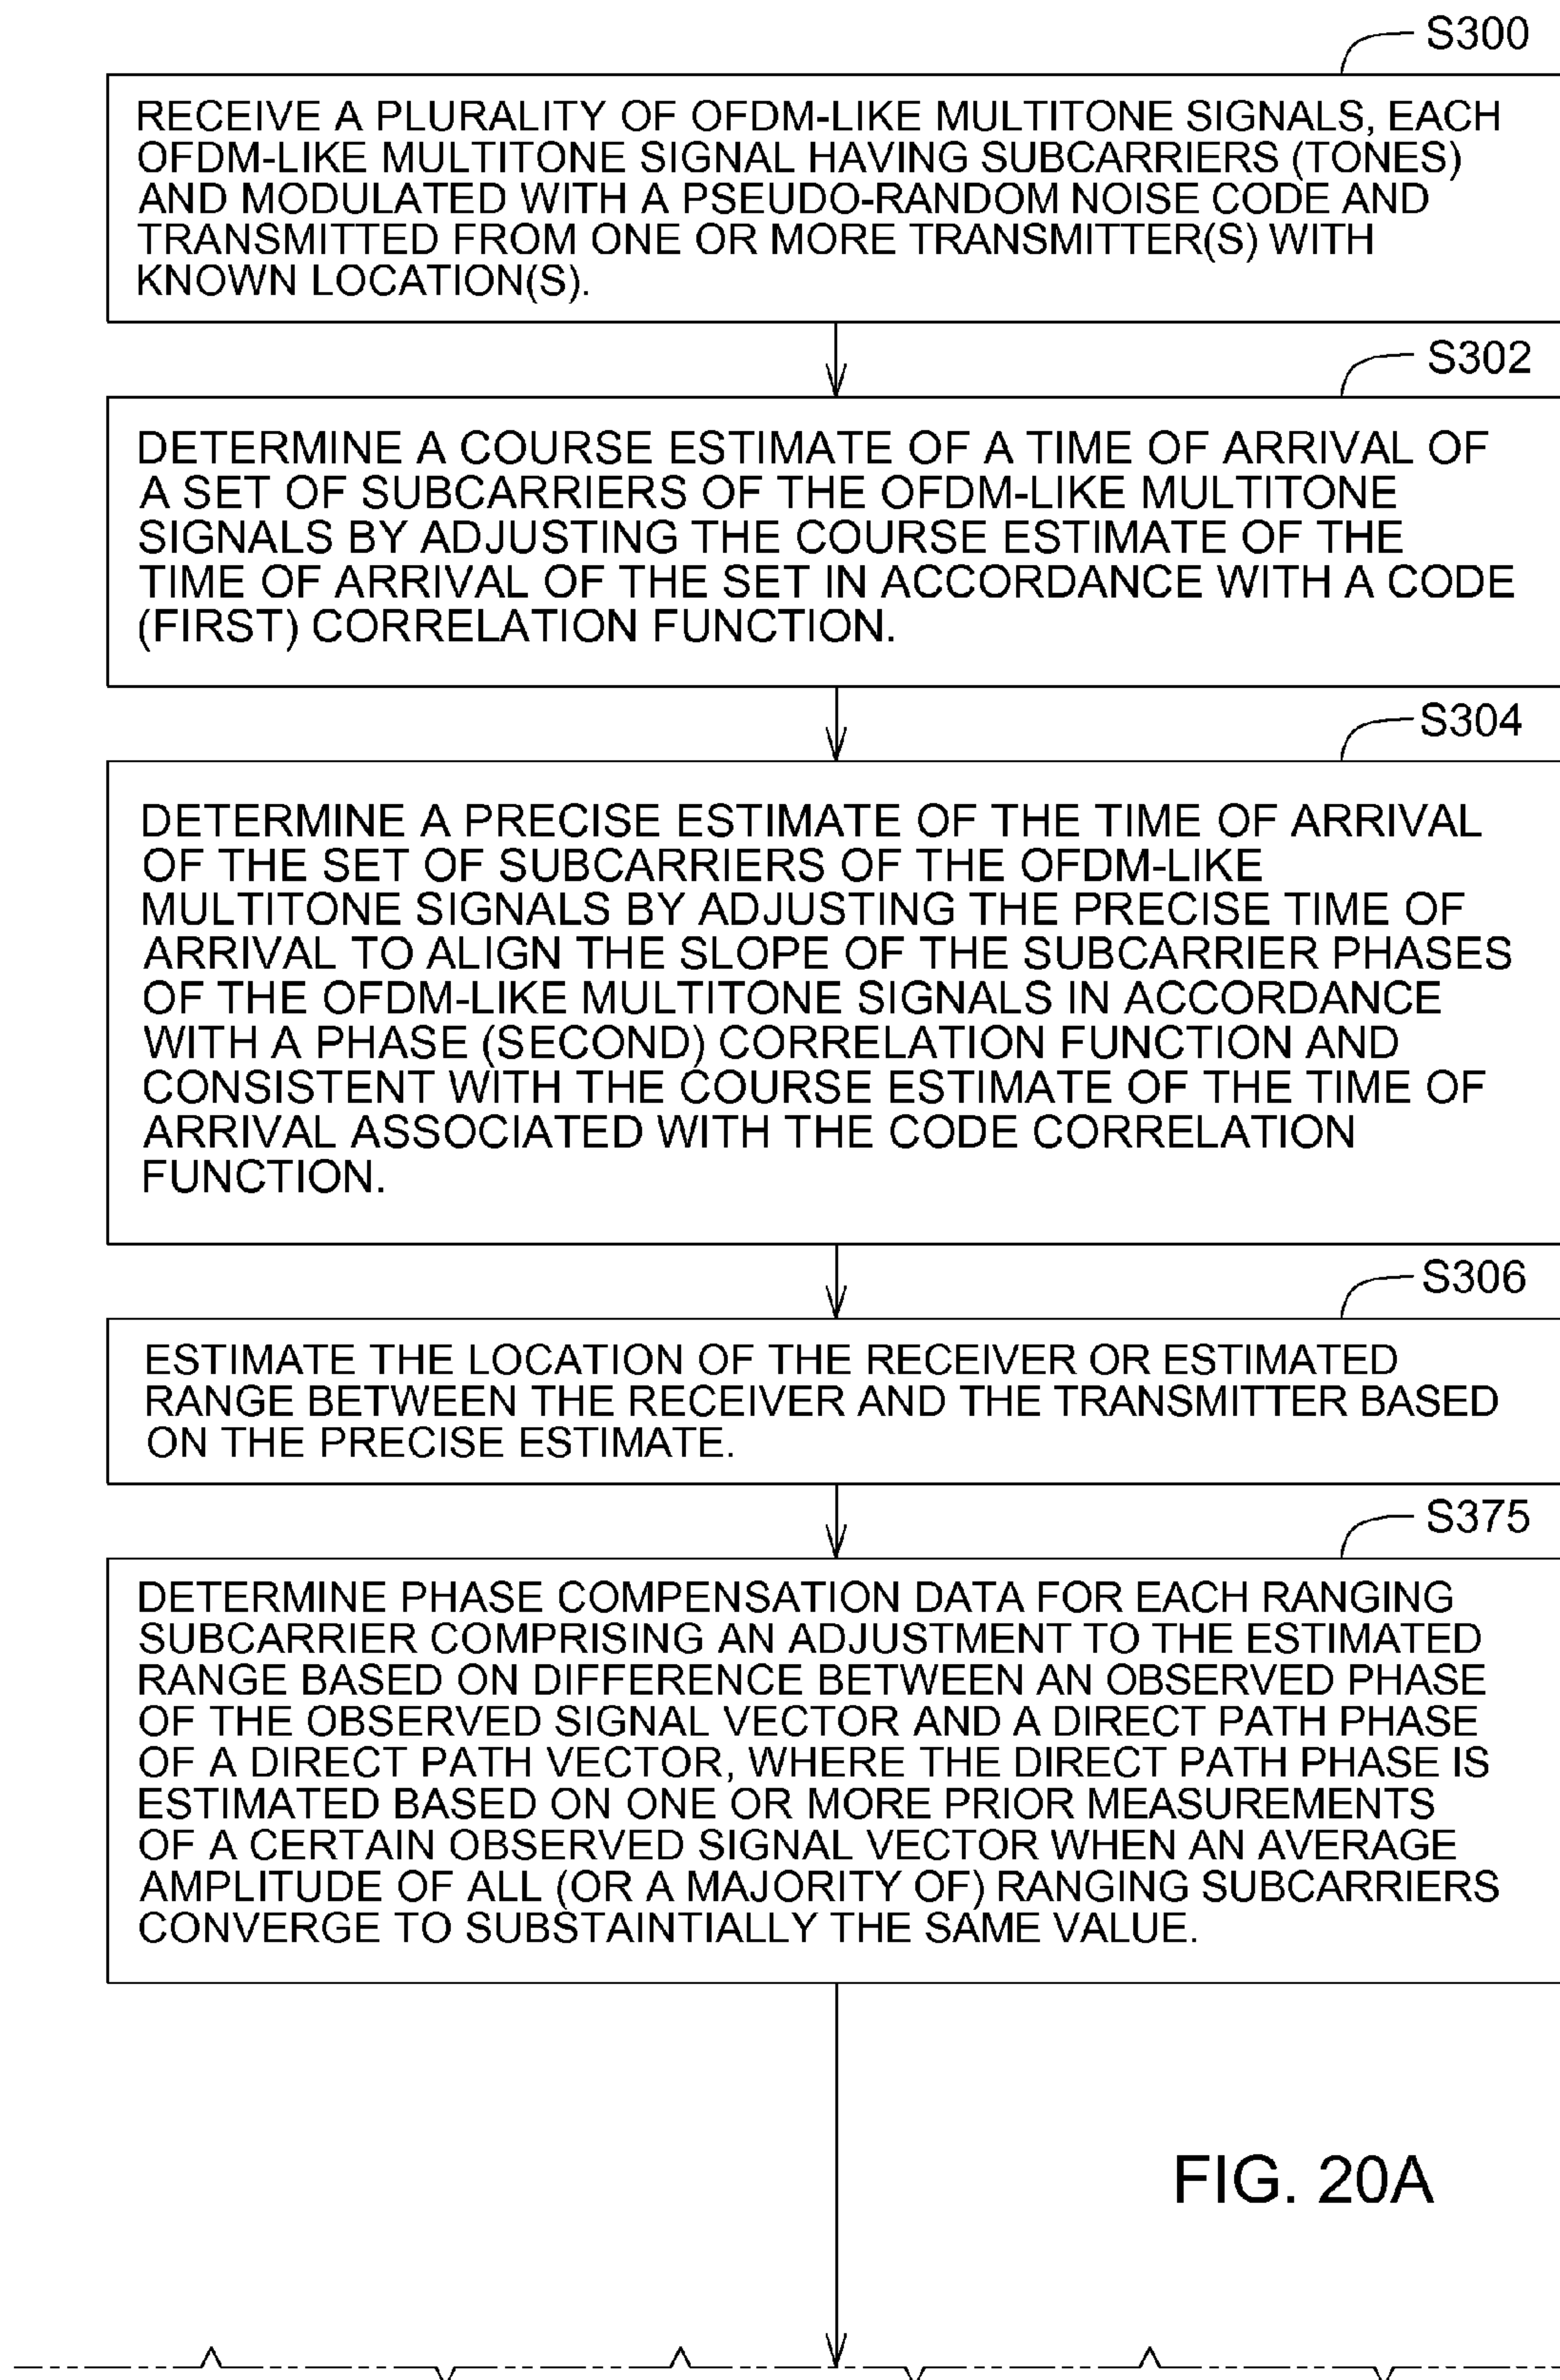 S300
RECEIVE A PLURALITY OF OFDM-LIKE MULTITONE SIGNALS, EACH
OFDM-LIKE MULTITONE SIGNAL HAVING SUBCARRIERS (TONES)
AND MODULATED WITH A PSEUDO-RANDOM NOISE CODE AND
TRANSMITTED FROM ONE OR MORE TRANSMITTER(S) WITH
KNOWN LOCATION(S).
S302
DETERMINE A COURSE ESTIMATE OF A TIME OF ARRIVAL OF
A SET OF SUBCARRIERS OF THE OFDM-LIKE MULTITONE
SIGNALS BY ADJUSTING THE COURSE ESTIMATE OF THE
TIME OF ARRIVAL OF THE SET IN ACCORDANCE WITH A CODE
(FIRST) CORRELATION FUNCTION.
S304
DETERMINE A PRECISE ESTIMATE OF THE TIME OF ARRIVAL
OF THE SET OF SUBCARRIERS OF THE OFDM-LIKE
MULTITONE SIGNALS BY ADJUSTING THE PRECISE TIME OF
ARRIVAL TO ALIGN THE SLOPE OF THE SUBCARRIER PHASES
OF THE OFDM-LIKE MULTITONE SIGNALS IN ACCORDANCE
WITH A PHASE (SECOND) CORRELATION FUNCTION AND
CONSISTENT WITH THE COURSE ESTIMATE OF THE TIME OF
ARRIVAL ASSOCIATED WITH THE CODE CORRELATION
FUNCTION.
S306
ESTIMATE THE LOCATION OF THE RECEIVER OR ESTIMATED
RANGE BETWEEN THE RECEIVER AND THE TRANSMITTER BASED
ON THE PRECISE ESTIMATE.
S375
DETERMINE PHASE COMPENSATION DATA FOR EACH RANGING
SUBCARRIER COMPRISING AN ADJUSTMENT TO THE ESTIMATED
RANGE BASED ON DIFFERENCE BETWEEN AN OBSERVED PHASE
OF THE OBSERVED SIGNAL VECTOR AND A DIRECT PATH PHASE
OF A DIRECT PATH VECTOR, WHERE THE DIRECT PATH PHASE IS
ESTIMATED BASED ON ONE OR MORE PRIOR MEASUREMENTS
OF A CERTAIN OBSERVED SIGNAL VECTOR WHEN AN AVERAGE
AMPLITUDE OF ALL (OR A MAJORITY OF) RANGING SUBCARRIERS
CONVERGE TO SUBSTAINTIALLY THE SAME VALUE.
FIG. 20A